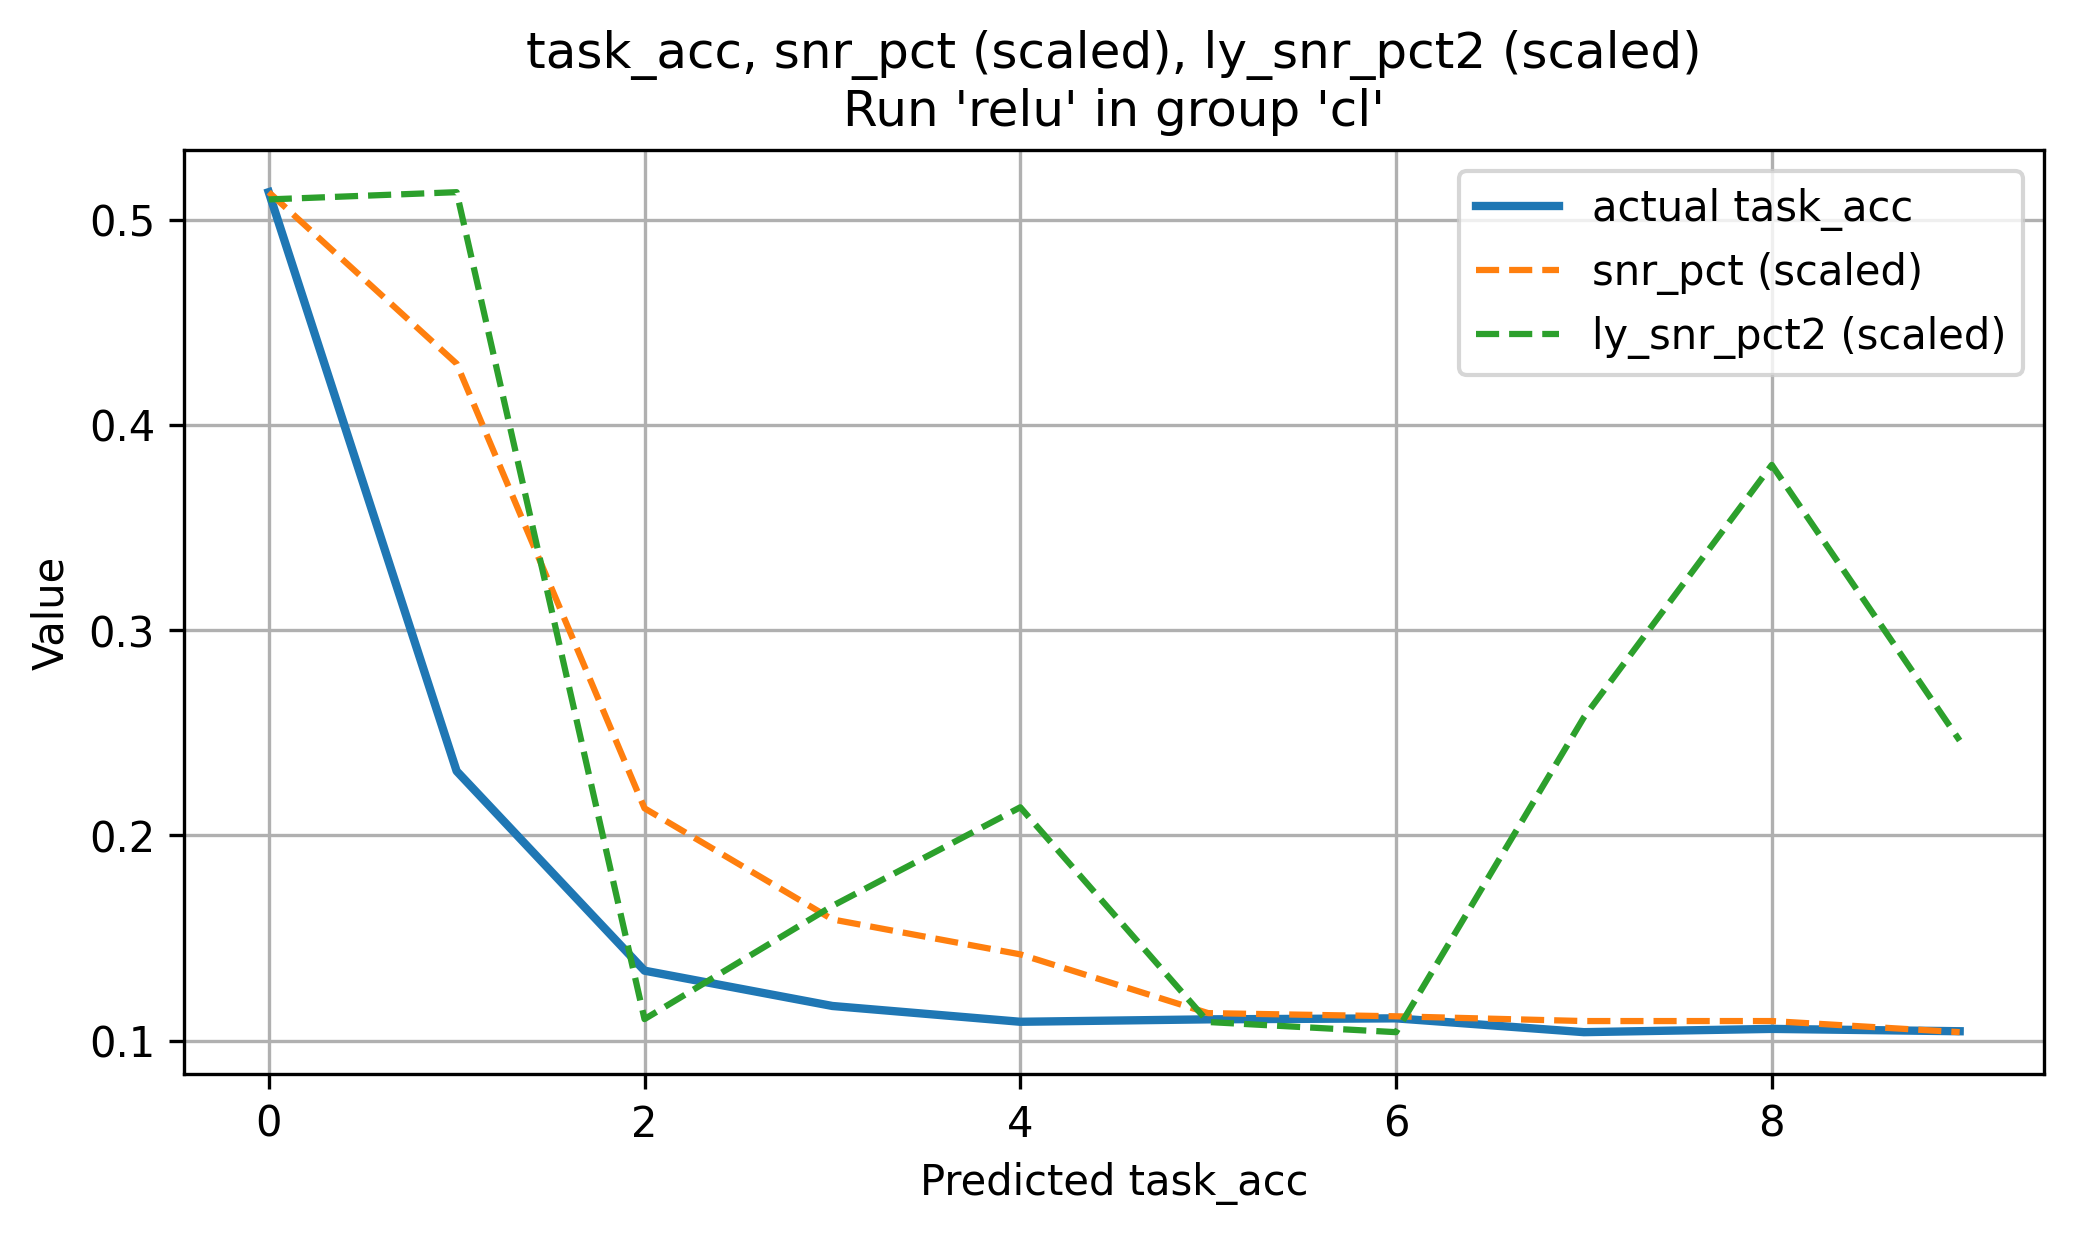 task_acc, snr_pct (scaled), ly_snr_pct2 (scaled)
Run 'relu' in group 'cl'
actual task_acc
snr_pct (scaled)
ly_snr_pct2 (scaled)
Value
0.5
0.4
0.3
0.2
0.1
0 2 4 6 8
Predicted task_acc